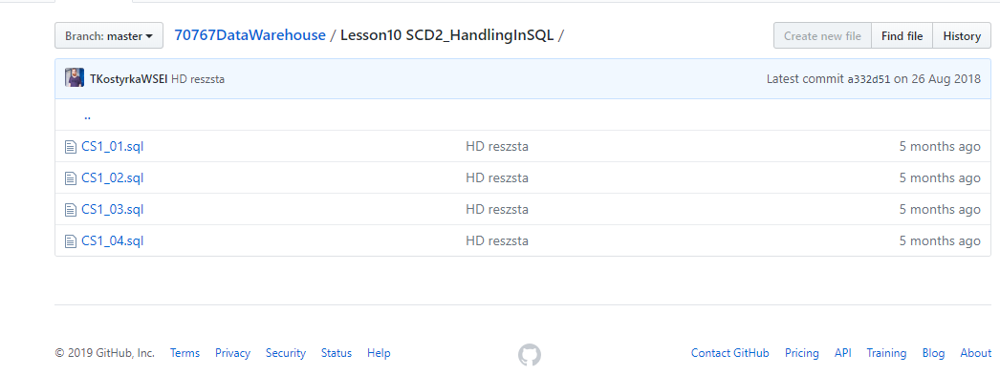 Branch: master 70767DataWarehouse / Lesson10 SCD2_HandlingInSQL / Create new file Find file History
TKostyrkaWSEI HD reszsta Latest commit a332d51 on 26 Aug 2018
..
CS1_01.sql HD reszsta 5 months ago
CS1_02.sql HD reszsta 5 months ago
CS1_03.sql HD reszsta 5 months ago
CS1_04.sql HD reszsta 5 months ago
© 2019 GitHub, Inc. Terms Privacy Security Status Help Contact GitHub Pricing API Training Blog About